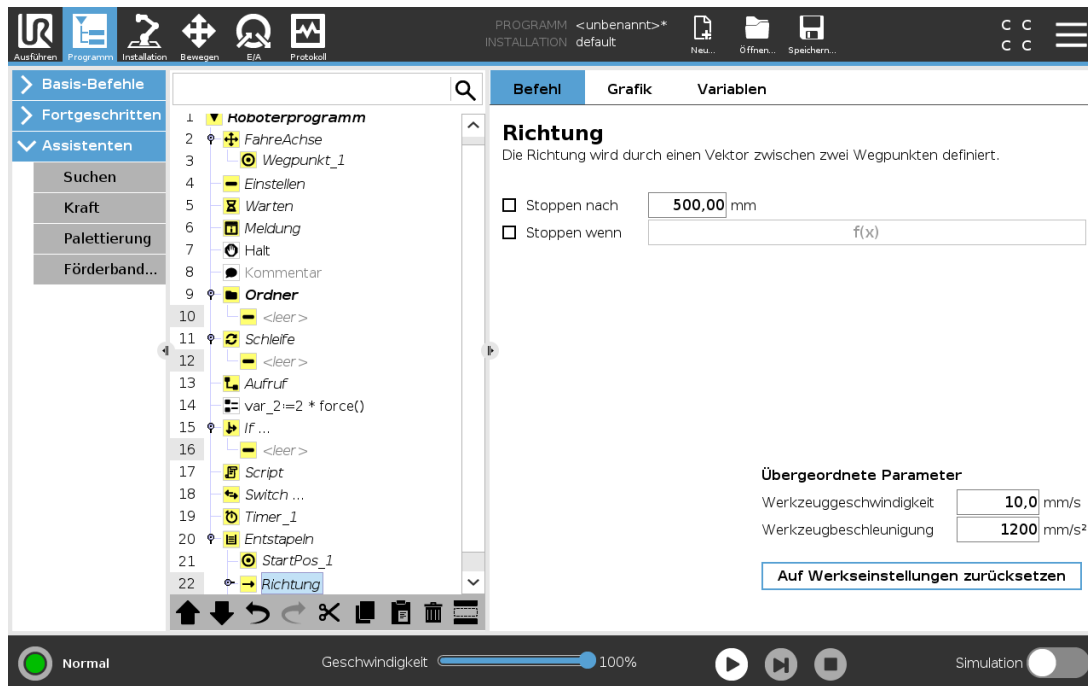 PROGRAMM <unbenannt>*
INSTALLATION default
Ausführen Programm Installation Bewegen E/A Protokoll Neu... Öffnen... Speichern...
C C
C C
Basis-Befehle
Fortgeschritten
Assistenten
Suchen
Kraft
Palettierung
Förderband...
1 Roboterprogramm
2 FahreAchse
3 Wegpunkt_1
4 Einstellen
5 Warten
6 Meldung
7 Halt
8 Kommentar
9 Ordner
10 <leer>
11 Schleife
12 <leer>
13 Aufruf
14 var_2:=2 * force()
15 If ...
16 <leer>
17 Script
18 Switch ...
19 Timer_1
20 Entstapeln
21 StartPos_1
22 Richtung
Befehl Grafik Variablen
Richtung
Die Richtung wird durch einen Vektor zwischen zwei Wegpunkten definiert.
Stoppen nach 500,00 mm
Stoppen wenn f(x)
Übergeordnete Parameter
Werkzeuggeschwindigkeit 10,0 mm/s
Werkzeugbeschleunigung 1200 mm/s²
Auf Werkseinstellungen zurücksetzen
Normal Geschwindigkeit 100% Simulation